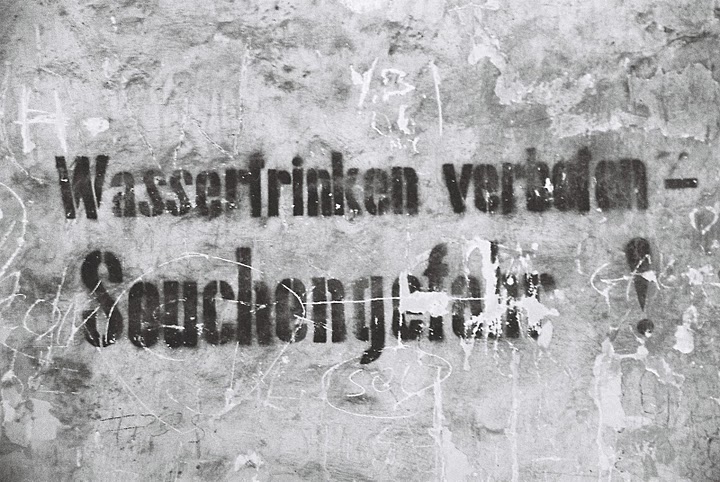 Wassertrinken verboten –
Seuchengefahr !